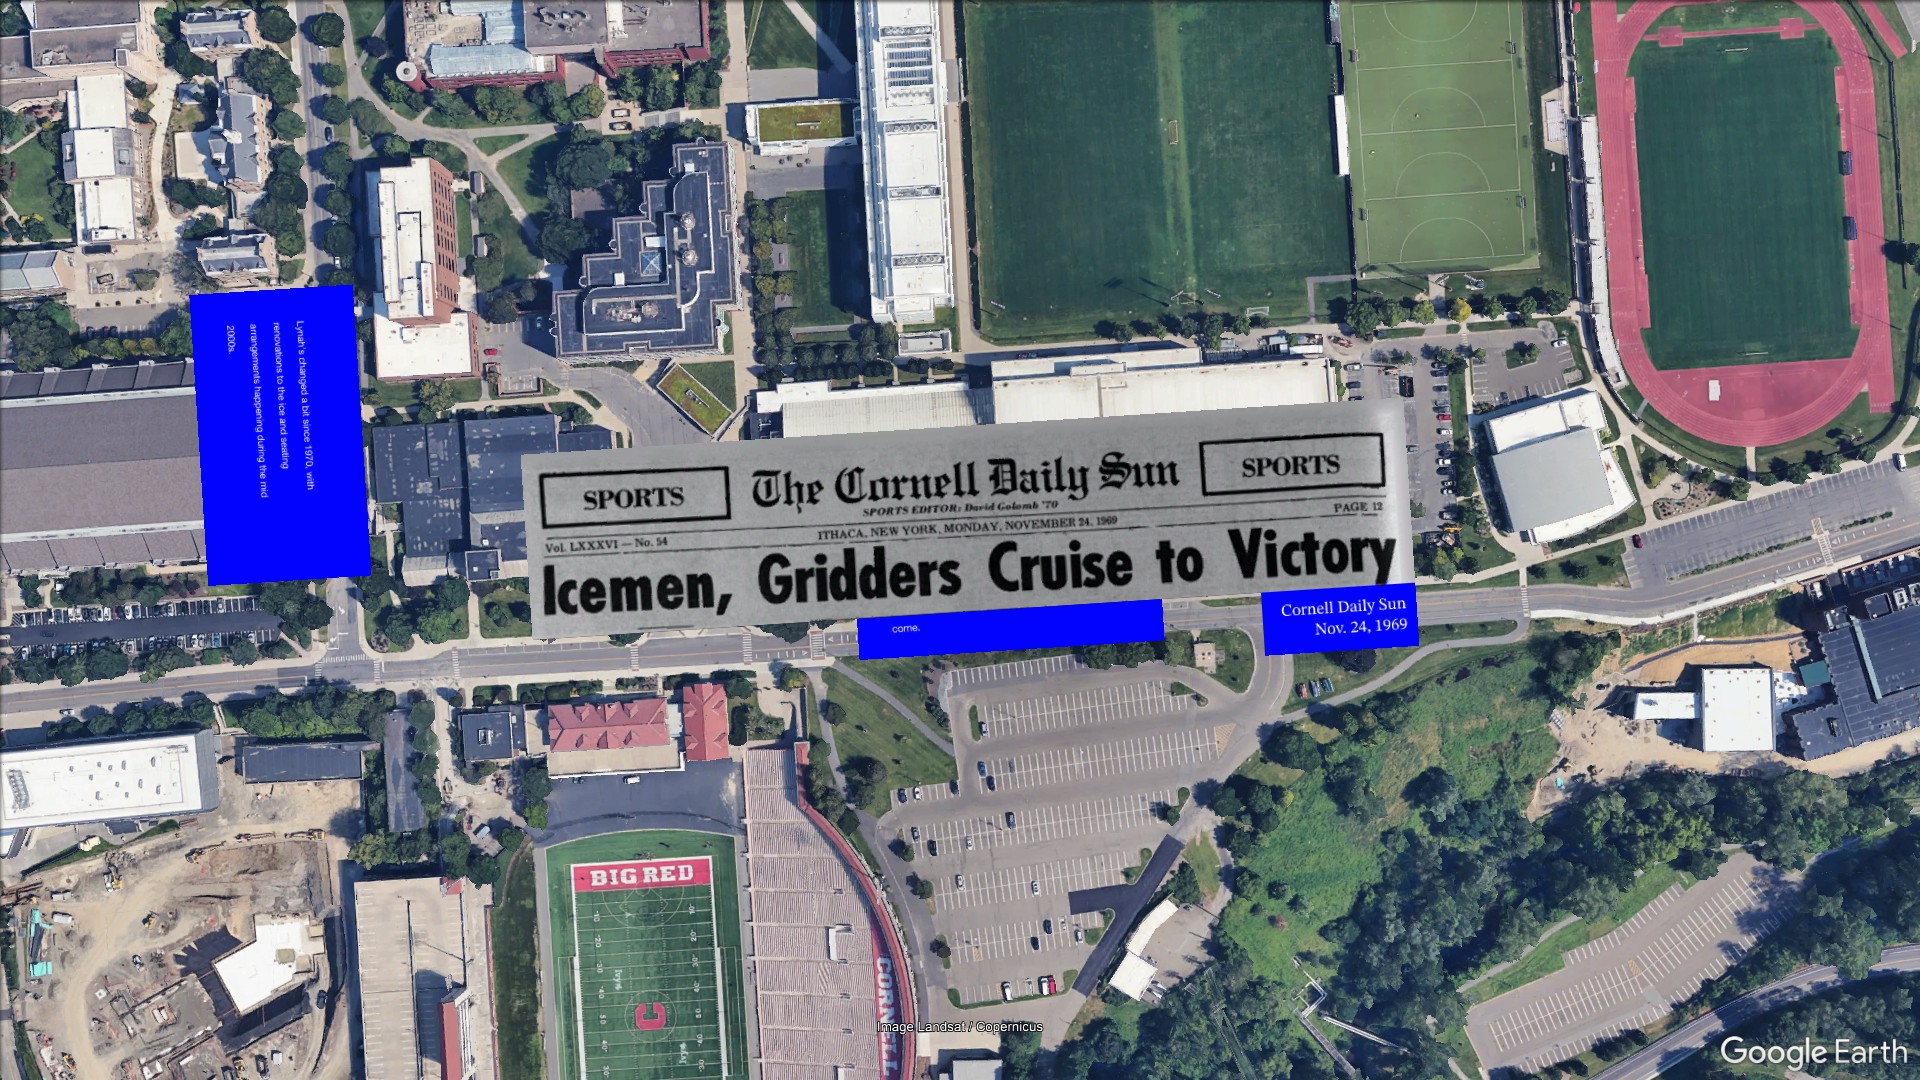 Lynah's changed a bit since 1970, with
renovations to the ice and seating
arrangements happening during the mid
2000s.
SPORTS
The Cornell Daily Sun
SPORTS
SPORTS EDITOR: David Golomb '70
Vol. LXXXVI — No. 54
ITHACA, NEW YORK, MONDAY, NOVEMBER 24, 1969
PAGE 12
Icemen, Gridders Cruise to Victory
come.
Cornell Daily Sun
Nov. 24, 1969
BIG RED
Ivys
C
Ivys
CORNELL
Image Landsat / Copernicus
Google Earth